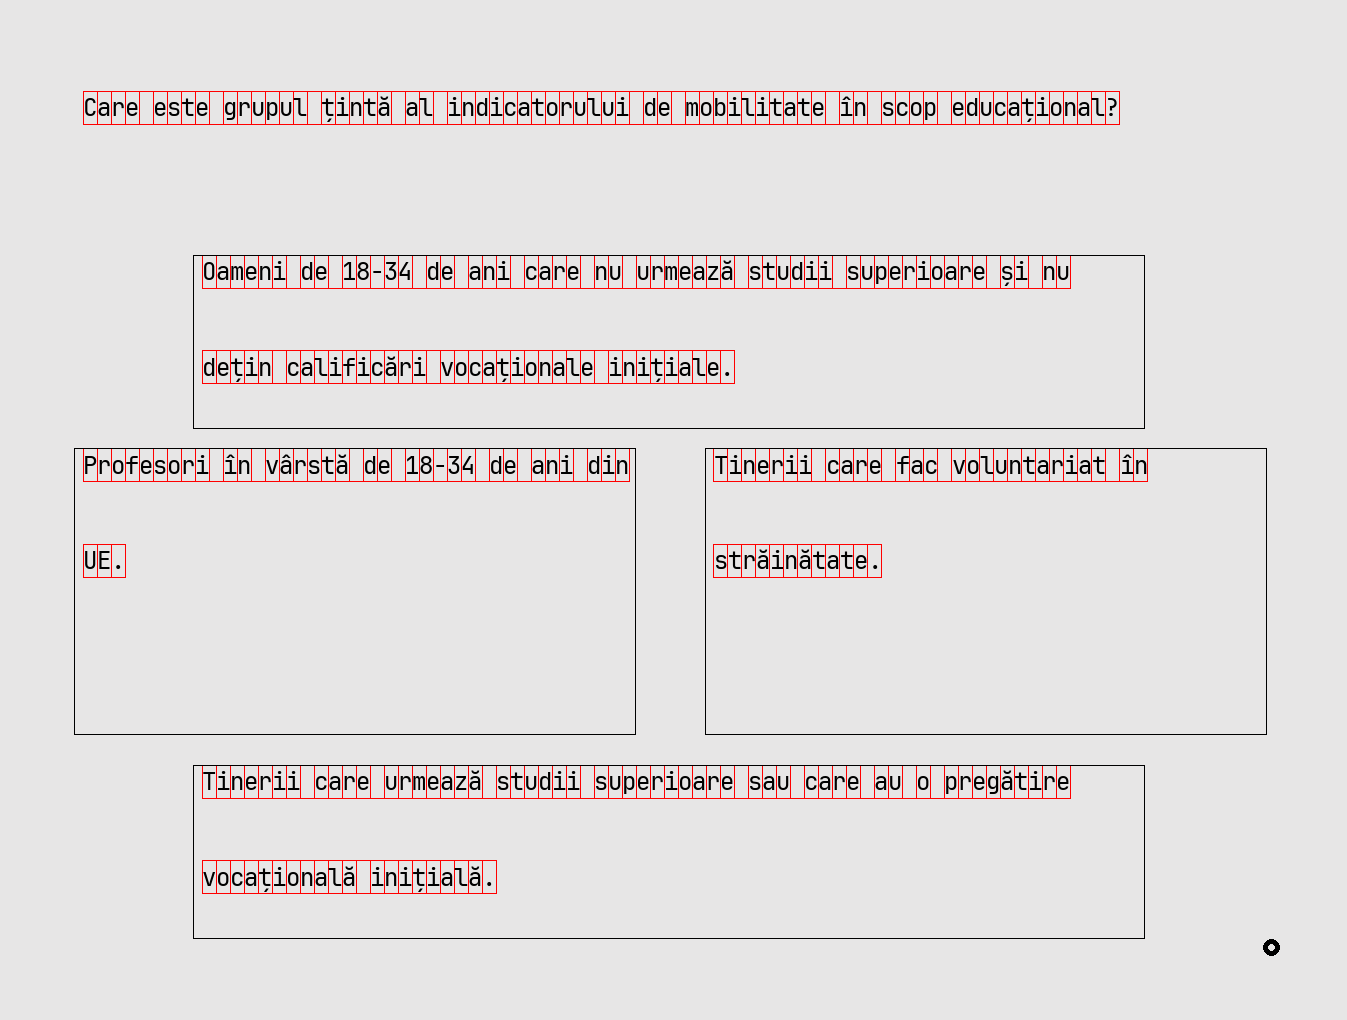 Care este grupul țintă al indicatorului de mobilitate în scop educațional?
Oameni de 18-34 de ani care nu urmează studii superioare și nu
dețin calificări vocaționale inițiale.
Profesori în vârstă de 18-34 de ani din
UE.
Tinerii care fac voluntariat în
străinătate.
Tinerii care urmează studii superioare sau care au o pregătire
vocațională inițială.